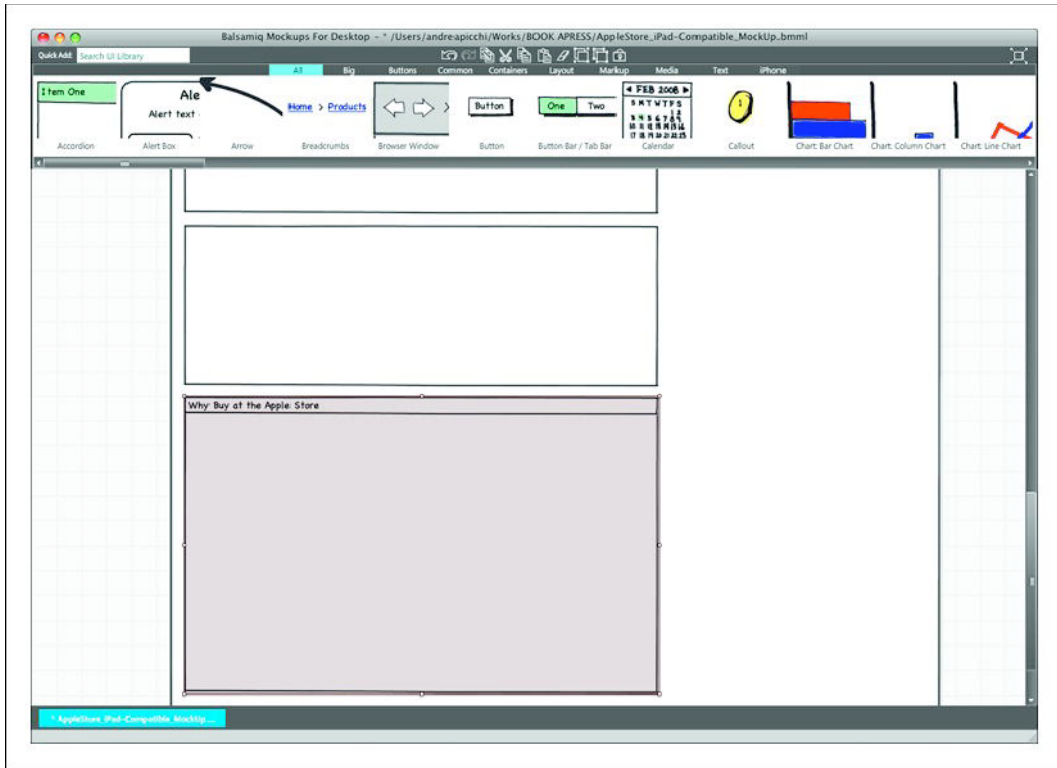 Balsamiq Mockups For Desktop - * /Users/andreapicchi/Works/BOOK APRESS/AppleStore_iPad-Compatible_MockUp.bmml
Quick Add: Search UI Library
All Big Buttons Common Containers Layout Markup Media Text iPhone
Item One
Ale
Alert text
Home > Products
Button
One Two
FEB 2008
S M T W T F S
1
Accordion Alert Box Arrow Breadcrumbs Browser Window Button Button Bar / Tab Bar Calendar Callout Chart: Bar Chart Chart: Column Chart Chart: Line Chart
Why Buy at the Apple Store
* AppleStore_iPad-Compatible_MockUp....